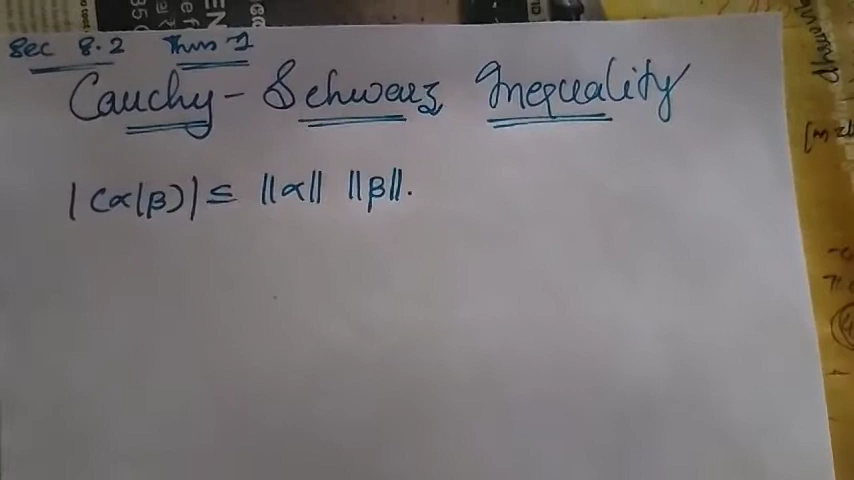 Sec 8.2 Thm-1
Cauchy-Schwarz Inequality
|(α|β)| ≤ ||α|| ||β||.